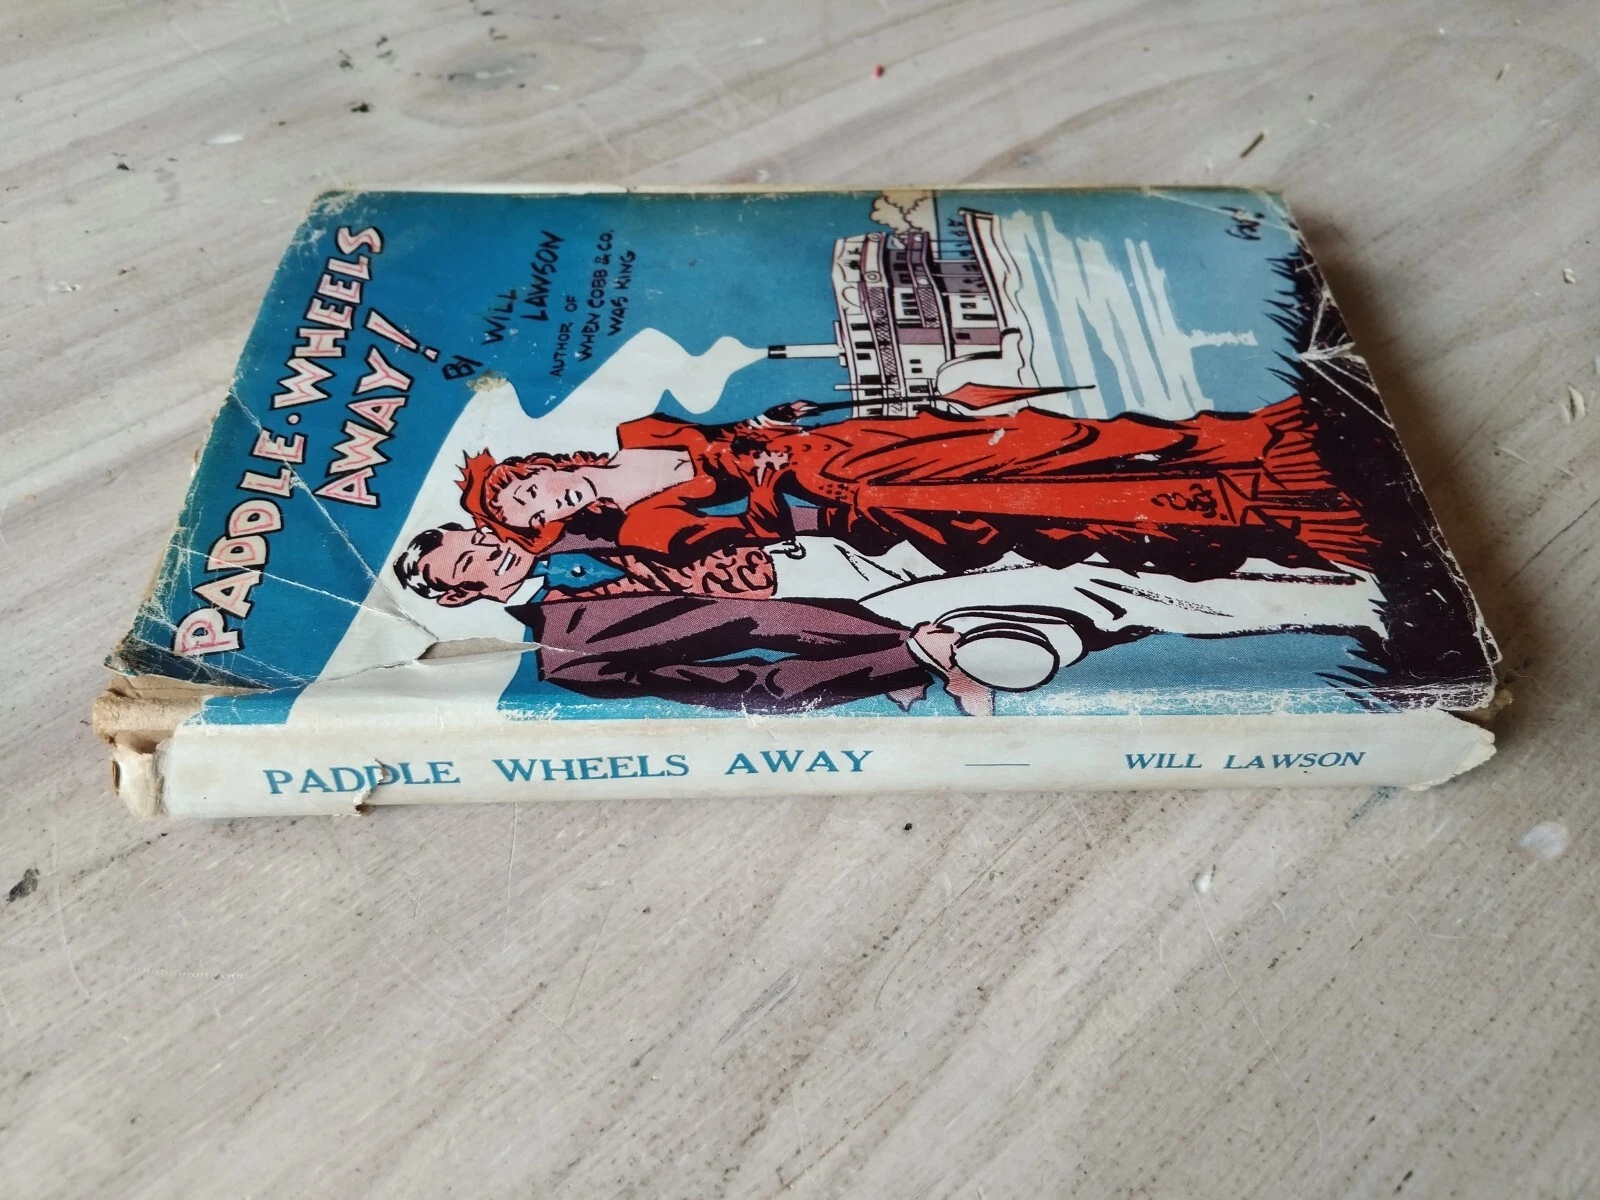 PADDLE·WHEELS
AWAY!
By WILL
LAWSON
AUTHOR OF
WHEN COBB & CO.
WAS KING
PADDLE WHEELS AWAY — WILL LAWSON